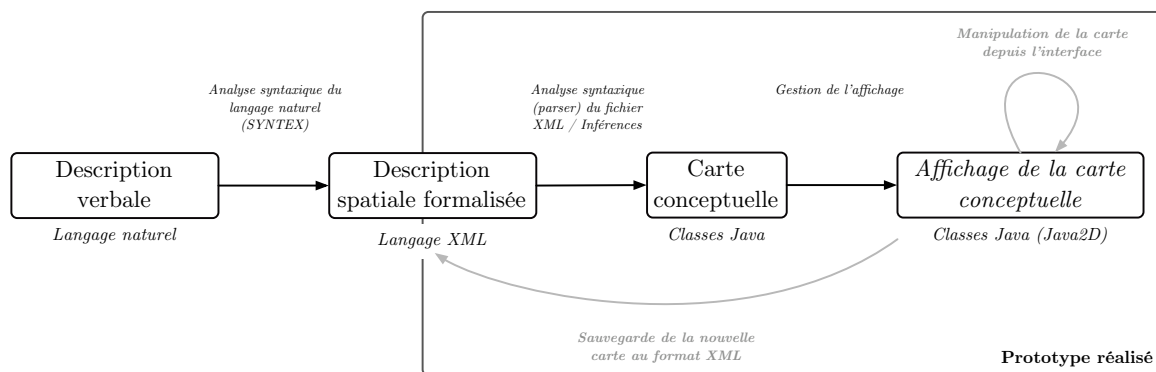 Manipulation de la carte
depuis l'interface
Analyse syntaxique du
langage naturel
(SYNTEX)
Analyse syntaxique
(parser) du fichier
XML / Inférences
Gestion de l'affichage
Description
verbale
Description
spatiale formalisée
Carte
conceptuelle
Affichage de la carte
conceptuelle
Langage naturel
Langage XML
Classes Java
Classes Java (Java2D)
Sauvegarde de la nouvelle
carte au format XML
Prototype réalisé